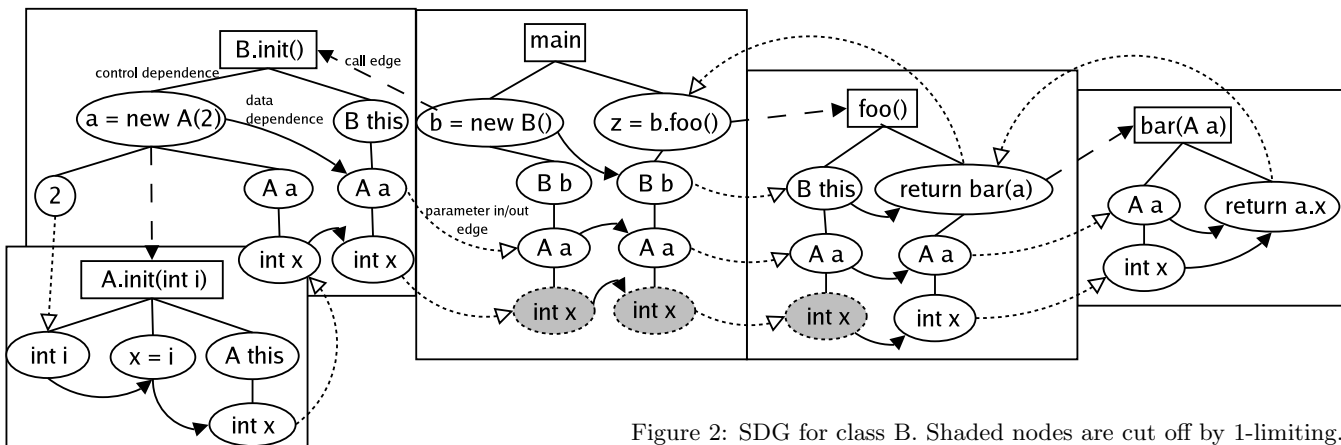 B.init()
control dependence
call edge
a = new A(2)
data
dependence
B this
2
A a
A a
int x
int x
A.init(int i)
int i
x = i
A this
int x
main
b = new B()
z = b.foo()
B b
B b
parameter in/out
edge
A a
A a
int x
int x
foo()
B this
return bar(a)
A a
A a
int x
int x
bar(A a)
A a
return a.x
int x
Figure 2: SDG for class B. Shaded nodes are cut off by 1-limiting.